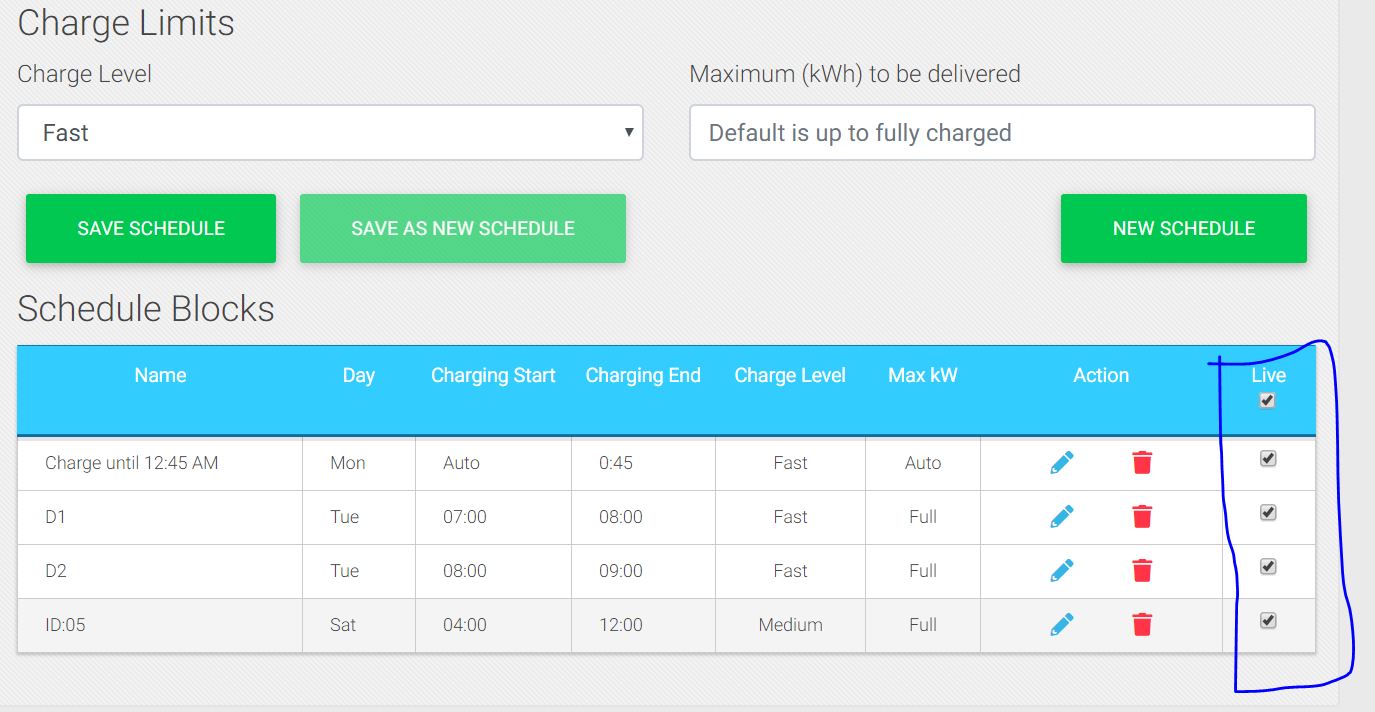 Charge Limits
Charge Level Maximum (kWh) to be delivered
Fast Default is up to fully charged
SAVE SCHEDULE SAVE AS NEW SCHEDULE NEW SCHEDULE
Schedule Blocks
Name Day Charging Start Charging End Charge Level Max kW Action Live
Charge until 12:45 AM Mon Auto 0:45 Fast Auto
D1 Tue 07:00 08:00 Fast Full
D2 Tue 08:00 09:00 Fast Full
ID:05 Sat 04:00 12:00 Medium Full